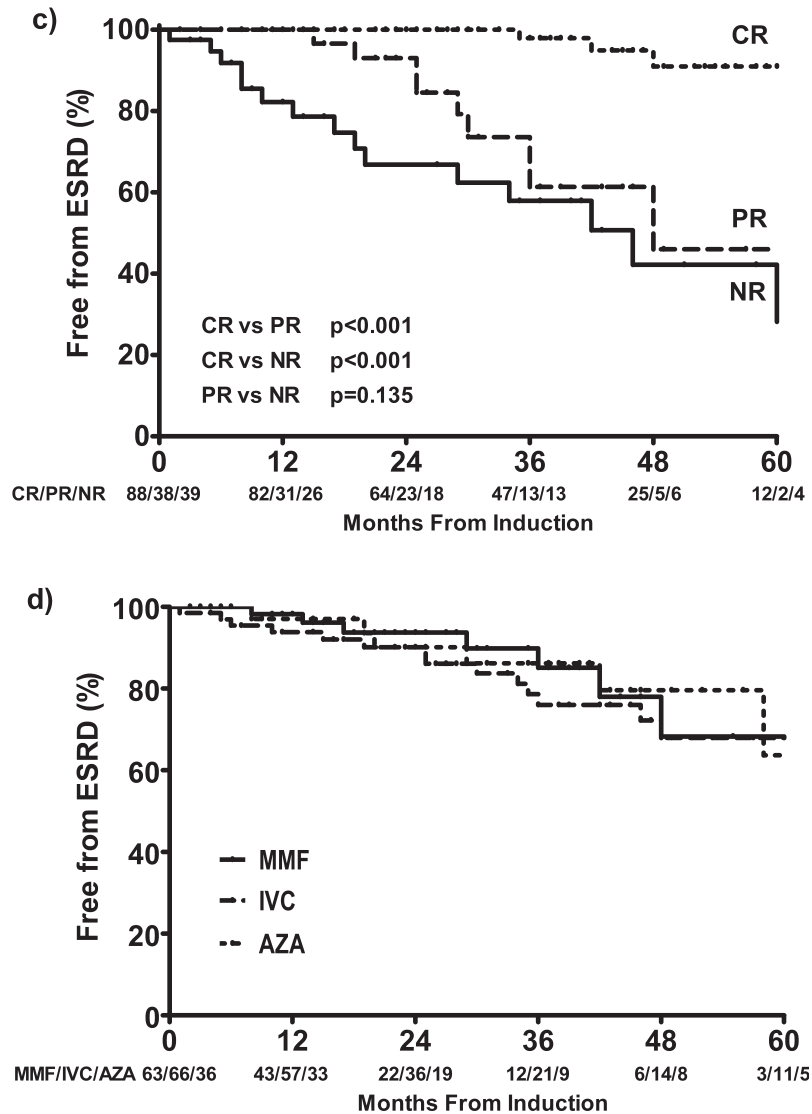 c)
100
80
60
40
20
0
Free from ESRD (%)
CR
PR
NR
CR vs PR p<0.001
CR vs NR p<0.001
PR vs NR p=0.135
0 12 24 36 48 60
CR/PR/NR 88/38/39 82/31/26 64/23/18 47/13/13 25/5/6 12/2/4
Months From Induction
d)
100
80
60
40
20
0
Free from ESRD (%)
MMF
IVC
AZA
0 12 24 36 48 60
MMF/IVC/AZA 63/66/36 43/57/33 22/36/19 12/21/9 6/14/8 3/11/5
Months From Induction